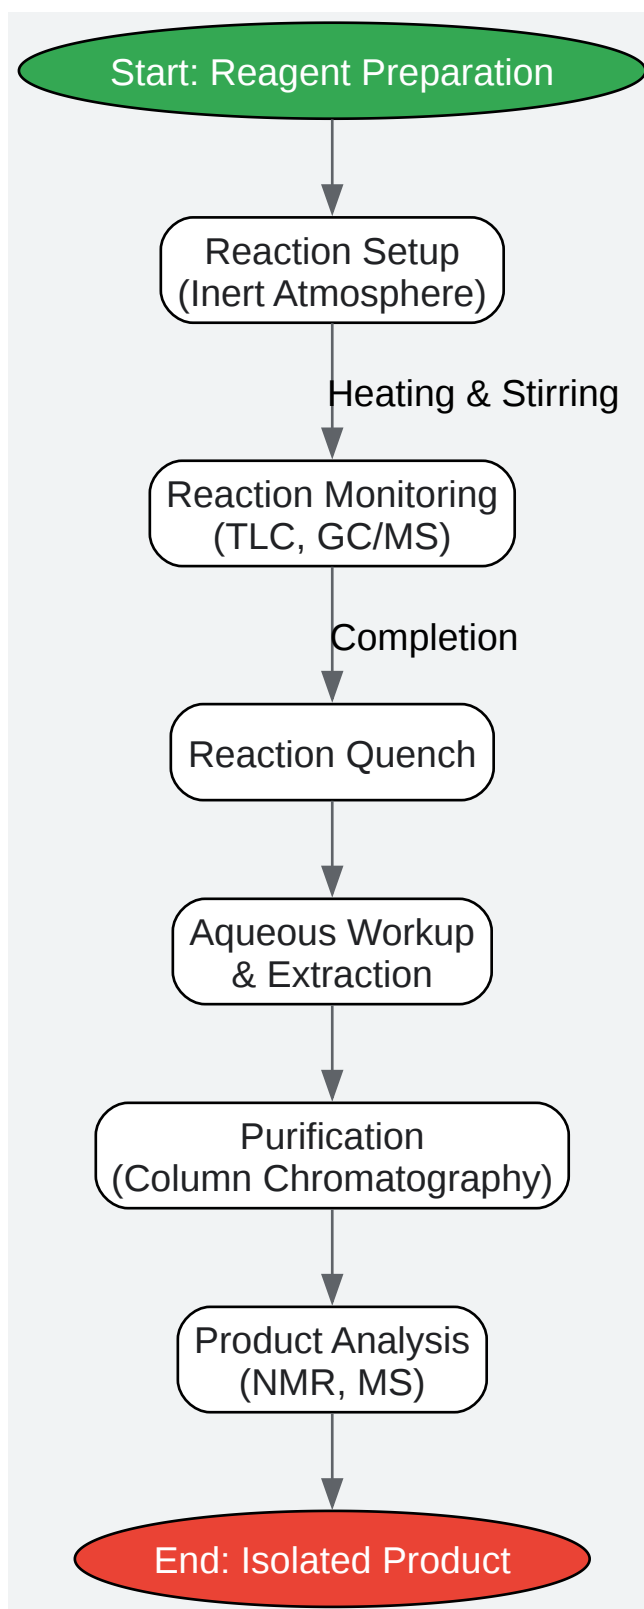 Start: Reagent Preparation
Reaction Setup
(Inert Atmosphere)
Heating & Stirring
Reaction Monitoring
(TLC, GC/MS)
Completion
Reaction Quench
Aqueous Workup
& Extraction
Purification
(Column Chromatography)
Product Analysis
(NMR, MS)
End: Isolated Product